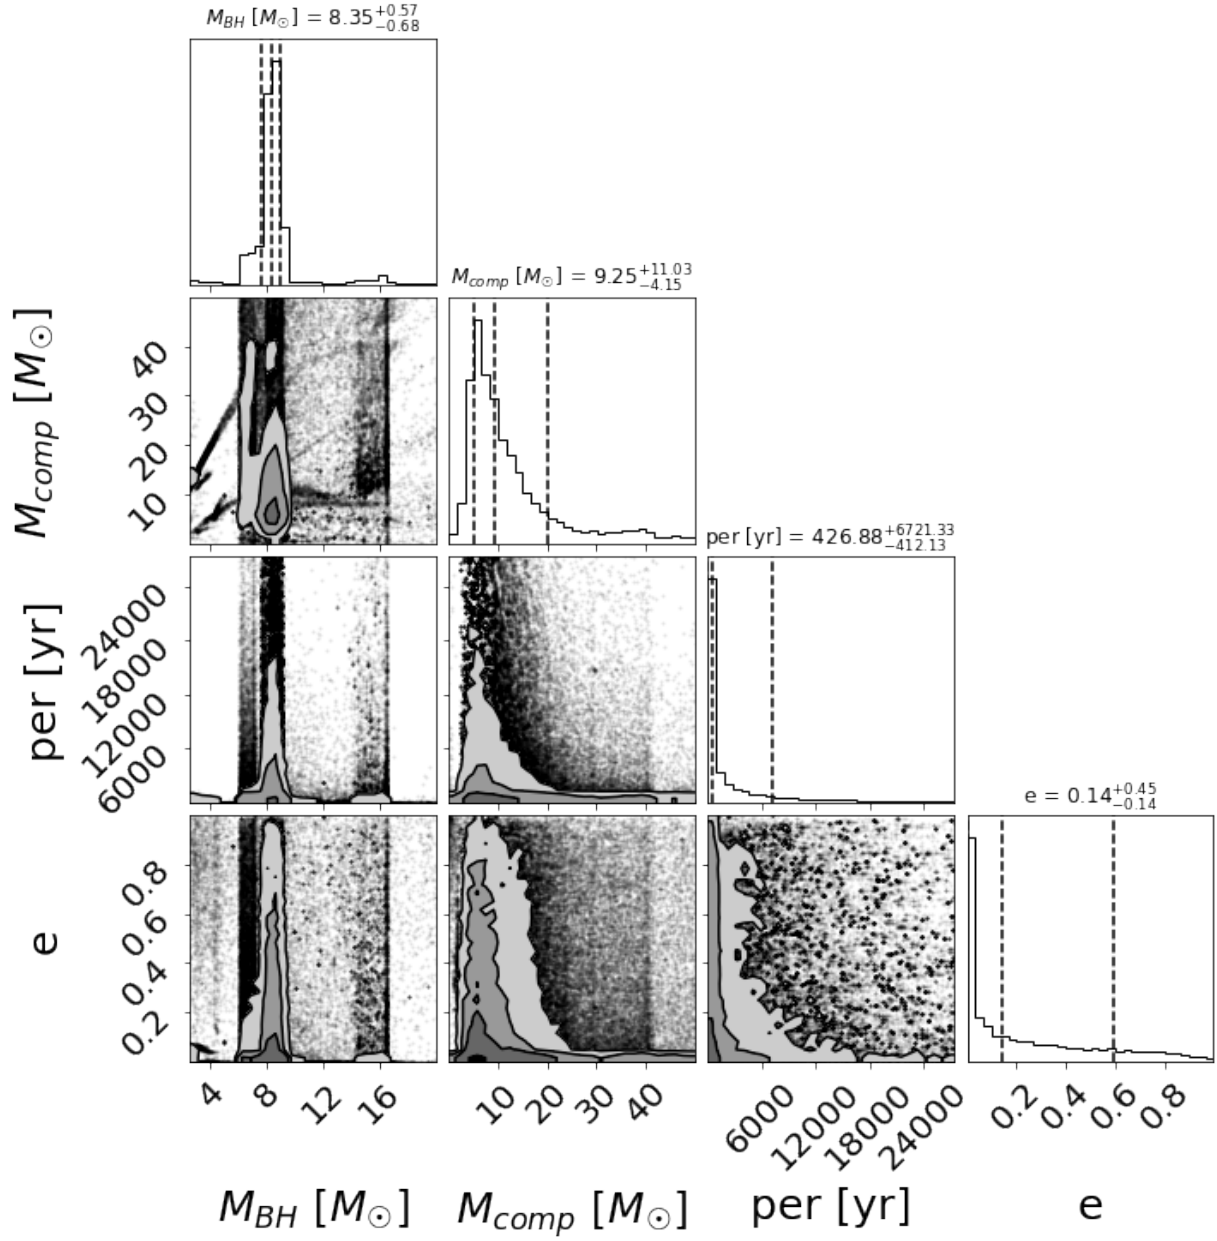 M_BH [M_⊙] = 8.35^{+0.57}_{-0.68}
M_comp [M_⊙] = 9.25^{+11.03}_{-4.15}
M_comp [M_⊙]
40
30
20
10
per [yr] = 426.88^{+6721.33}_{-412.13}
per [yr]
24000
18000
12000
6000
e = 0.14^{+0.45}_{-0.14}
e
0.8
0.6
0.4
0.2
4 8 12 16
10 20 30 40
6000 12000 18000 24000
0.2 0.4 0.6 0.8
M_BH [M_⊙] M_comp [M_⊙] per [yr] e